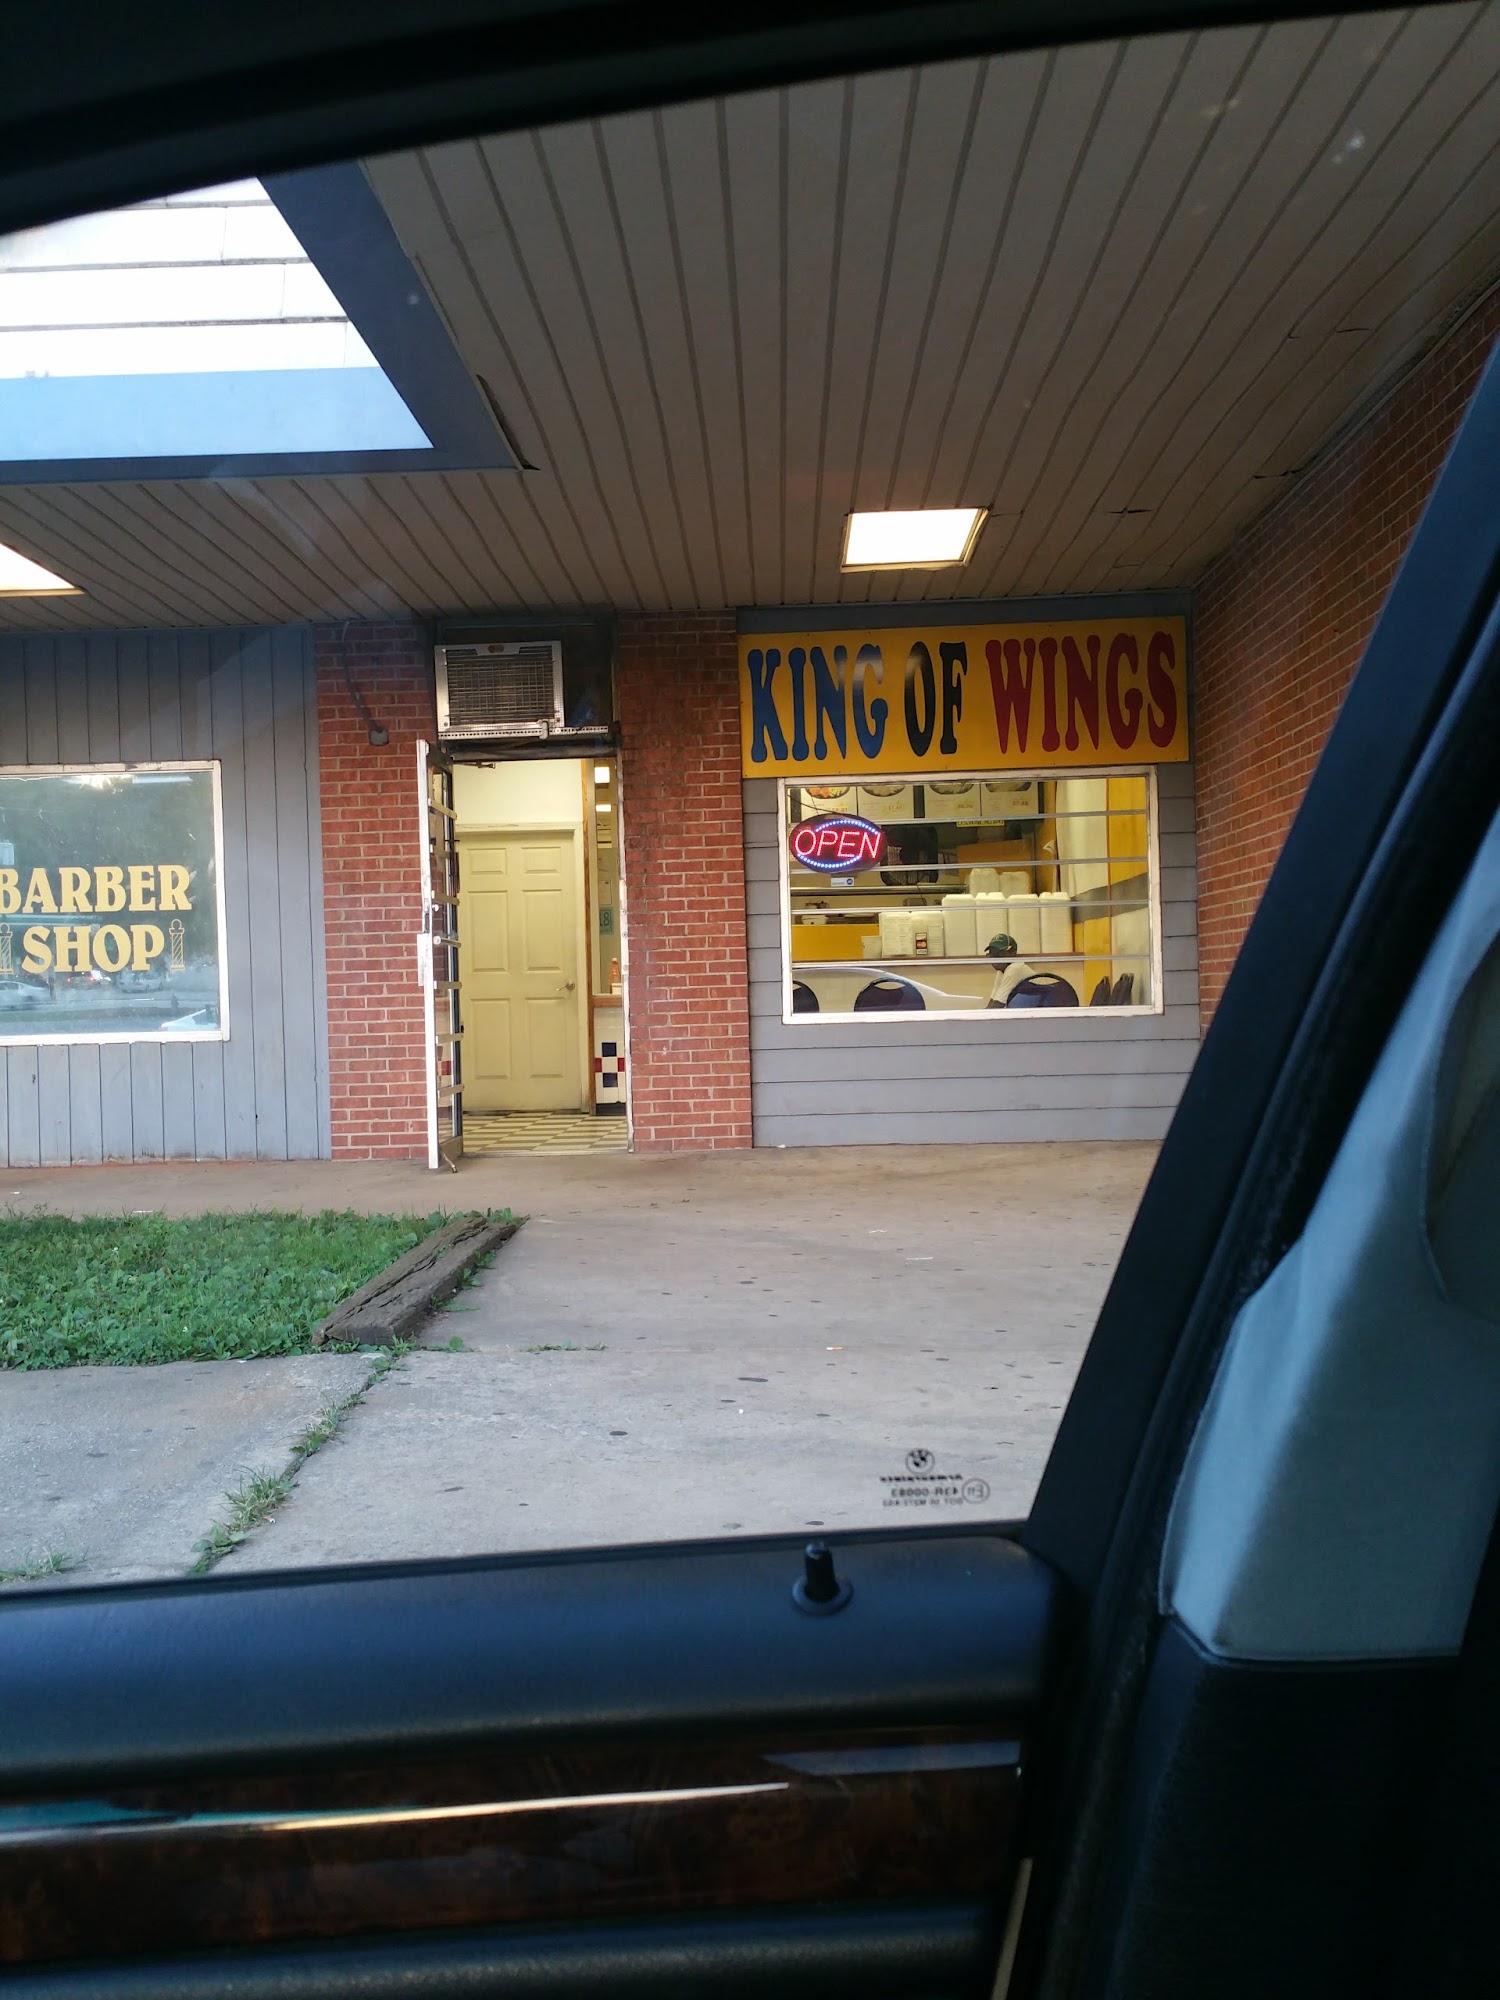 KING OF WINGS
OPEN
BARBER
SHOP